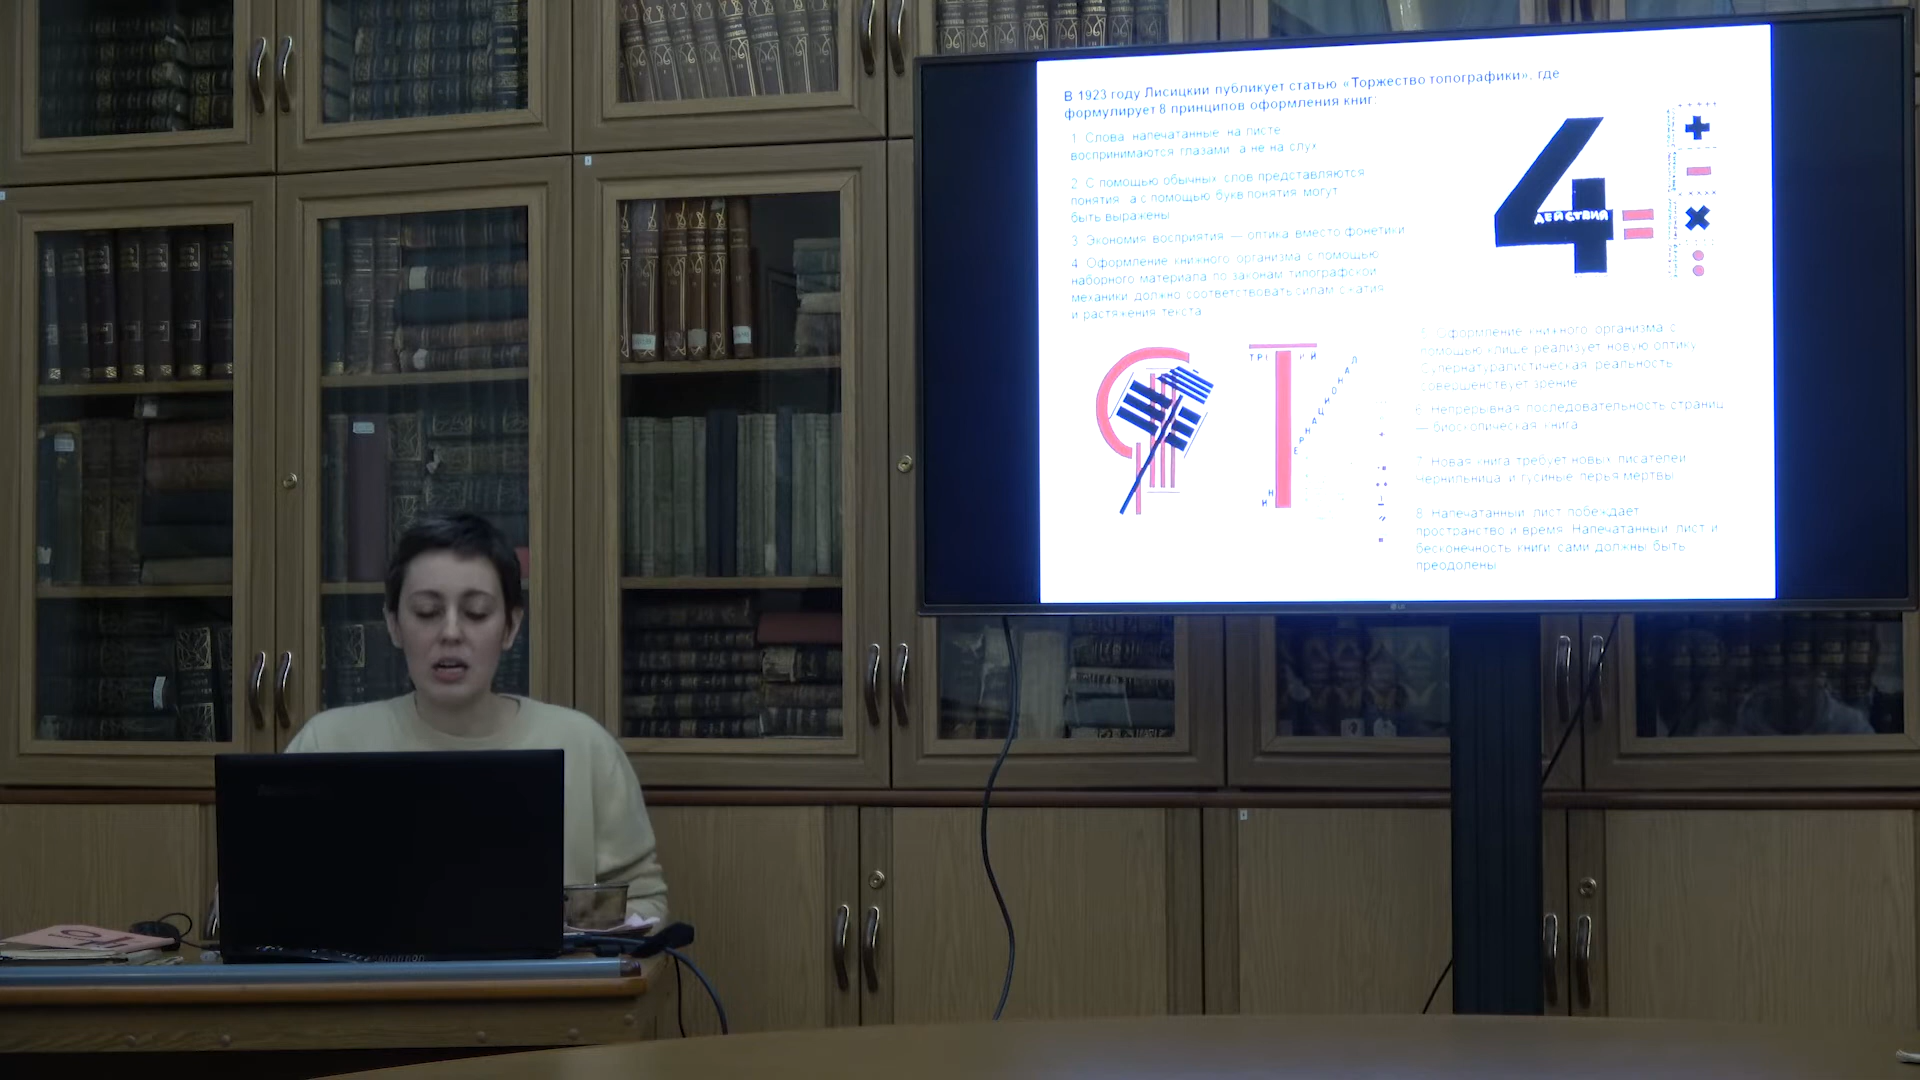 В 1923 году Лисицкий публикует статью «Торжество топографики», где
формулирует 8 принципов оформления книг:
1 Слова напечатанные на листе
воспринимаются глазами а не на слух
2 С помощью обычных слов представляются
понятия а с помощью букв понятия могут
быть выражены
3 Экономия восприятия — оптика вместо фонетики
4 Оформление книжного организма с помощью
наборного материала по законам типографской
механики должно соответствовать силам сжатия
и растяжения текста
ДЕЙСТВИЯ
5 Оформление книжного организма с
помощью клише реализует новую оптику
Супернатуралистическая реальность
совершенствует зрение
6 Непрерывная последовательность страниц
— биоскопическая книга
7 Новая книга требует новых писателей
Чернильница и гусиные перья мертвы
8 Напечатанный лист побеждает
пространство и время Напечатанный лист и
бесконечность книги сами должны быть
преодолены
LG